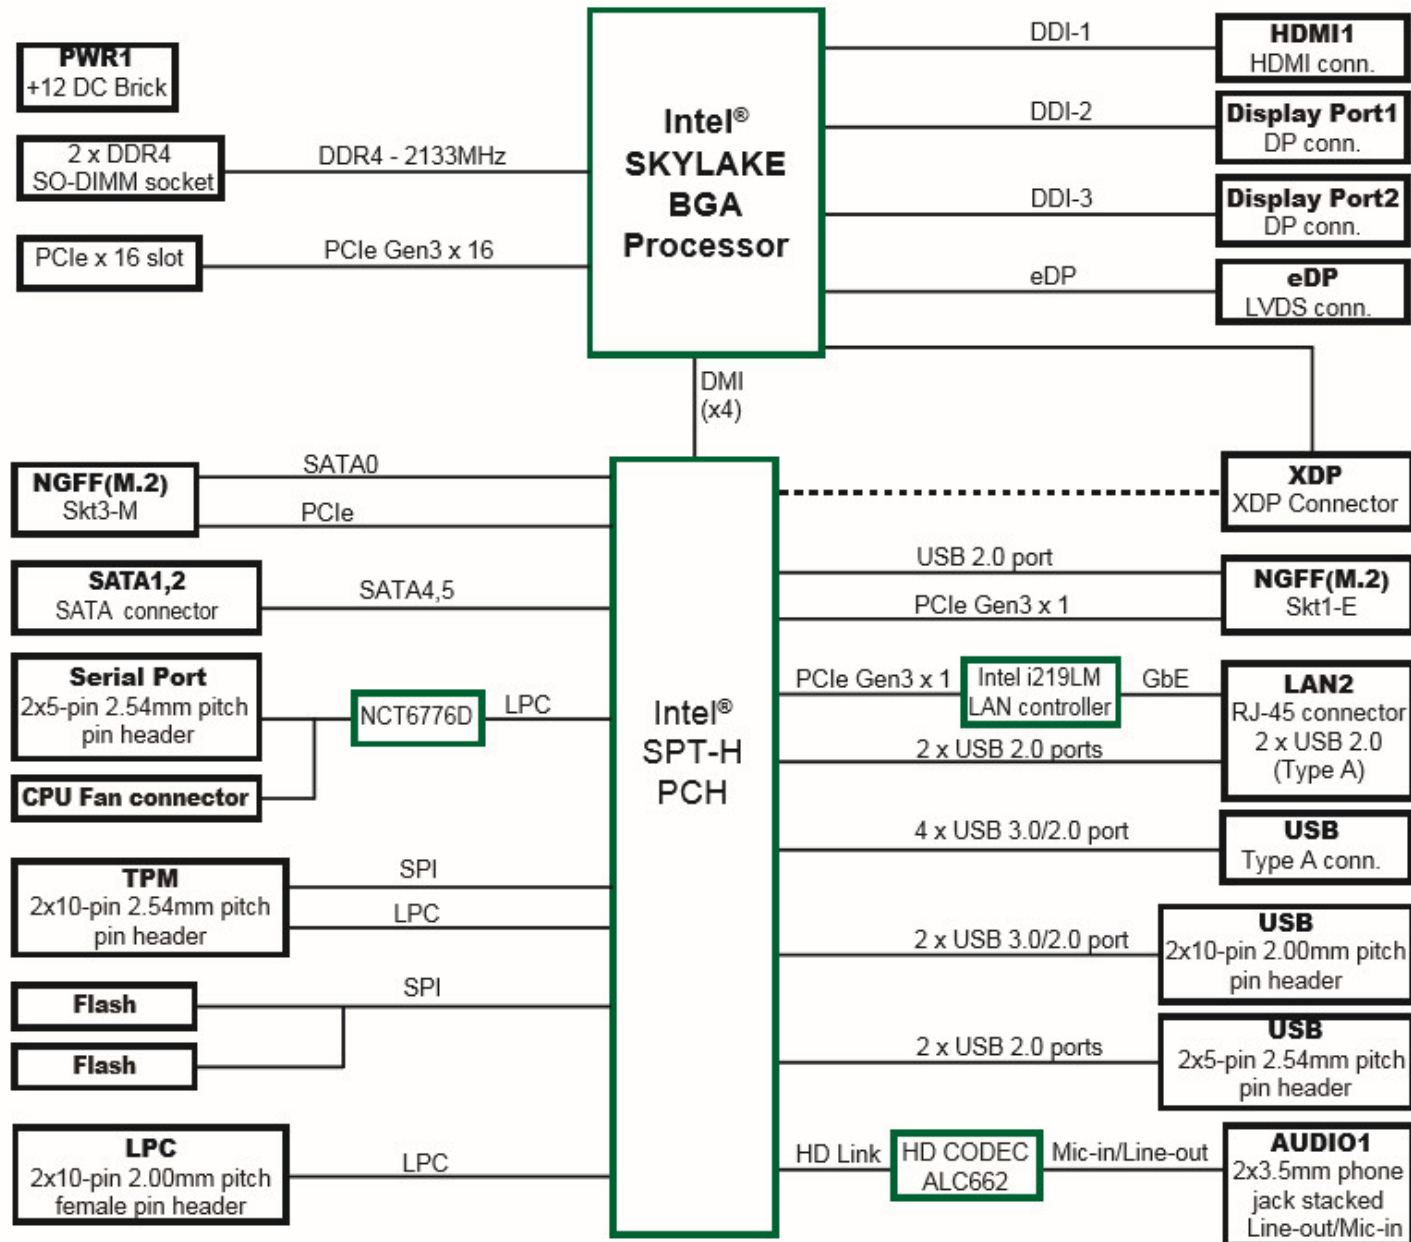 PWR1
+12 DC Brick
2 x DDR4
SO-DIMM socket
DDR4 - 2133MHz
PCIe x 16 slot
PCIe Gen3 x 16
Intel®
SKYLAKE
BGA
Processor
DDI-1
HDMI1
HDMI conn.
DDI-2
Display Port1
DP conn.
DDI-3
Display Port2
DP conn.
eDP
eDP
LVDS conn.
DMI
(x4)
NGFF(M.2)
Skt3-M
SATA0
PCIe
SATA1,2
SATA connector
SATA4,5
Serial Port
2x5-pin 2.54mm pitch
pin header
NCT6776D
LPC
CPU Fan connector
TPM
2x10-pin 2.54mm pitch
pin header
SPI
LPC
Flash
SPI
Flash
LPC
2x10-pin 2.00mm pitch
female pin header
LPC
Intel®
SPT-H
PCH
XDP
XDP Connector
USB 2.0 port
PCIe Gen3 x 1
NGFF(M.2)
Skt1-E
PCIe Gen3 x 1
Intel i219LM
LAN controller
GbE
2 x USB 2.0 ports
LAN2
RJ-45 connector
2 x USB 2.0
(Type A)
4 x USB 3.0/2.0 port
USB
Type A conn.
2 x USB 3.0/2.0 port
USB
2x10-pin 2.00mm pitch
pin header
2 x USB 2.0 ports
USB
2x5-pin 2.54mm pitch
pin header
HD Link
HD CODEC
ALC662
Mic-in/Line-out
AUDIO1
2x3.5mm phone
jack stacked
Line-out/Mic-in